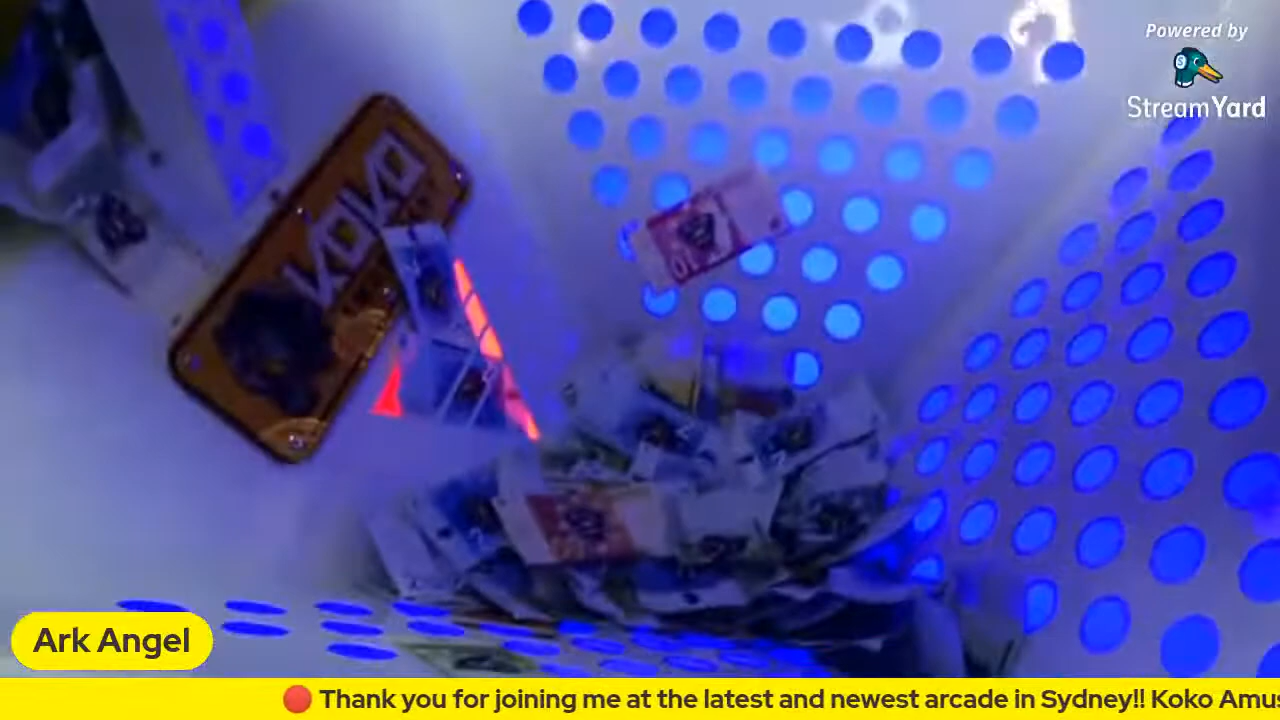 Powered by
StreamYard
KOKO
Ark Angel
🔴 Thank you for joining me at the latest and newest arcade in Sydney!! Koko Amus